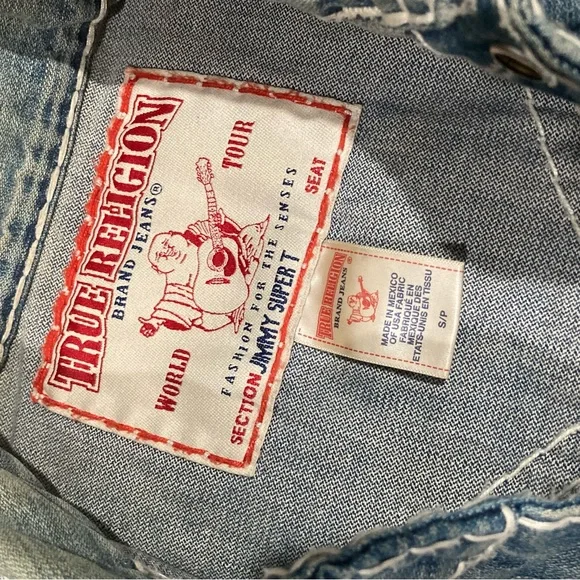 TRUE RELIGION
BRAND JEANS®
WORLD TOUR
FASHION FOR THE SENSES
SECTION JIMMY SUPER T SEAT
TRUE RELIGION
BRAND JEANS®
MADE IN MEXICO
OF USA FABRIC
FABRIQUE EN
MEXIQUE DES
ETATS-UNIS EN TISSU
S/P